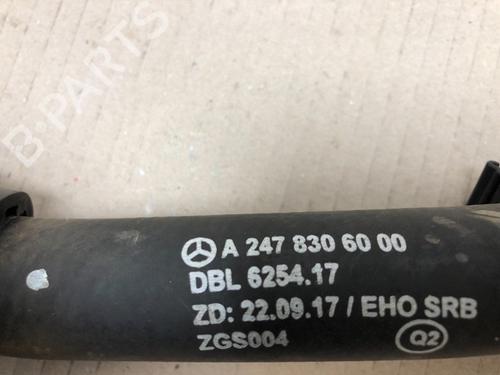 B-PARTS
A 247 830 60 00
DBL 6254.17
ZD: 22.09.17 / EHO SRB
ZGS004
Q2